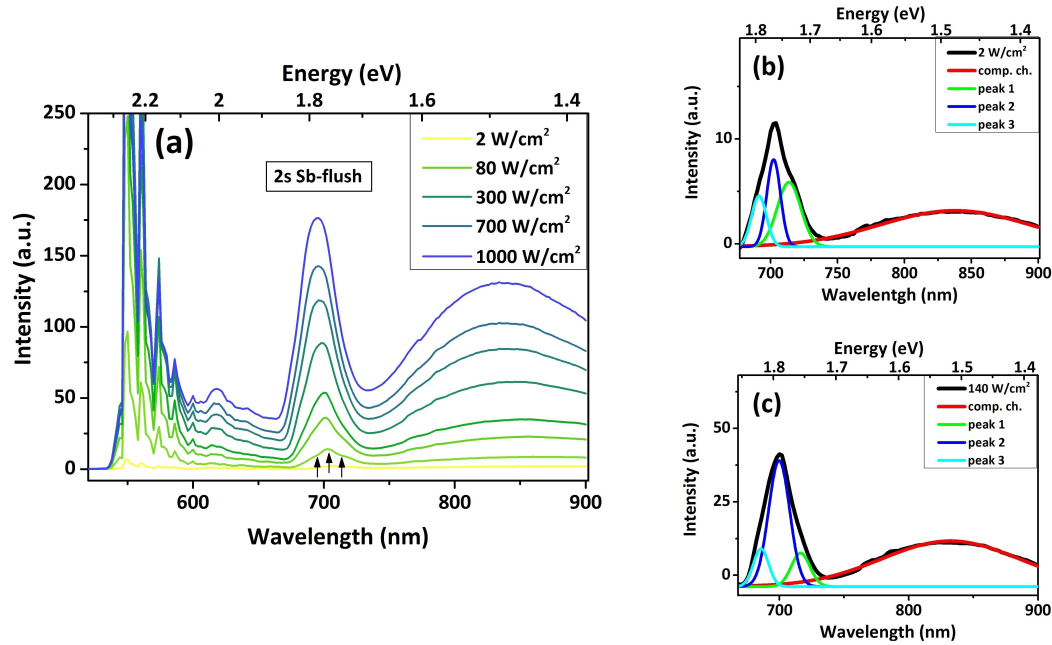 Energy (eV)
2.2 2 1.8 1.6 1.4
(a)
2s Sb-flush
2 W/cm²
80 W/cm²
300 W/cm²
700 W/cm²
1000 W/cm²
Intensity (a.u.)
250
200
150
100
50
0
600 700 800 900
Wavelength (nm)
Energy (eV)
1.8 1.7 1.6 1.5 1.4
(b)
2 W/cm²
comp. ch.
peak 1
peak 2
peak 3
Intensity (a.u.)
10
0
700 750 800 850 900
Wavelentgh (nm)
Energy (eV)
1.8 1.7 1.6 1.5 1.4
(c)
140 W/cm²
comp. ch.
peak 1
peak 2
peak 3
Intensity (a.u.)
50
25
0
700 800 900
Wavelength (nm)